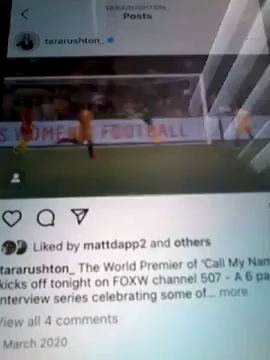 TARARUSHTON_
Posts
tararushton_
S WOMEN FOOTBALL
Liked by mattdapp2 and others
tararushton_ The World Premier of 'Call My Nam
kicks off tonight on FOXW channel 507 - A 6 pa
interview series celebrating some of... more
View all 4 comments
March 2020